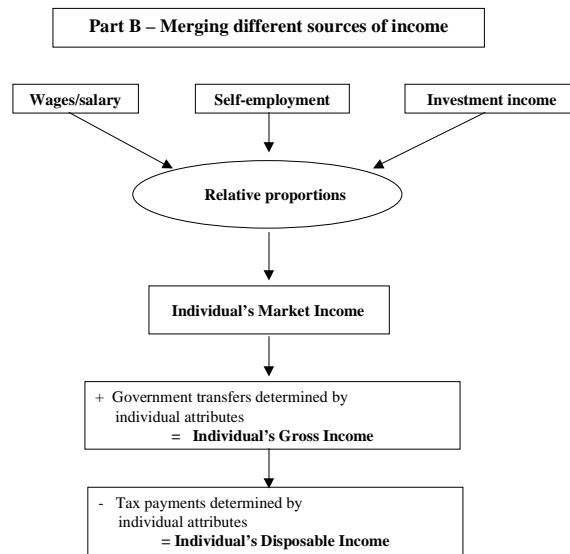 Part B – Merging different sources of income
Wages/salary
Self-employment
Investment income
Relative proportions
Individual’s Market Income
+ Government transfers determined by
individual attributes
= Individual’s Gross Income
- Tax payments determined by
individual attributes
= Individual’s Disposable Income